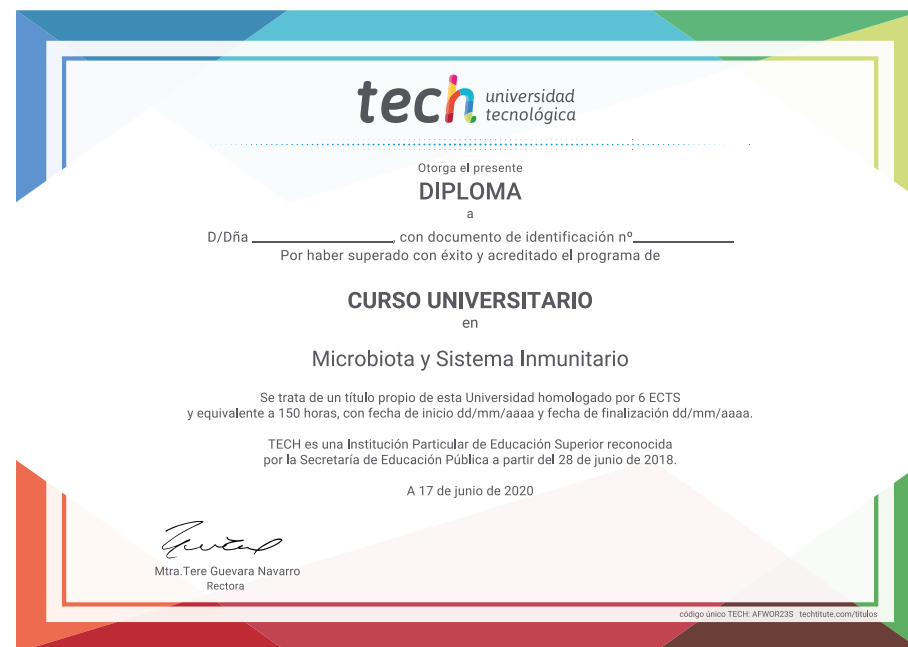 tech universidad
tecnológica
Otorga el presente
DIPLOMA
a
D/Dña ____________________, con documento de identificación nº______________
Por haber superado con éxito y acreditado el programa de
CURSO UNIVERSITARIO
en
Microbiota y Sistema Inmunitario
Se trata de un título propio de esta Universidad homologado por 6 ECTS
y equivalente a 150 horas, con fecha de inicio dd/mm/aaaa y fecha de finalización dd/mm/aaaa.
TECH es una Institución Particular de Educación Superior reconocida
por la Secretaría de Educación Pública a partir del 28 de junio de 2018.
A 17 de junio de 2020
Mtra.Tere Guevara Navarro
Rectora
código único TECH: AFWOR23S techtitute.com/titulos